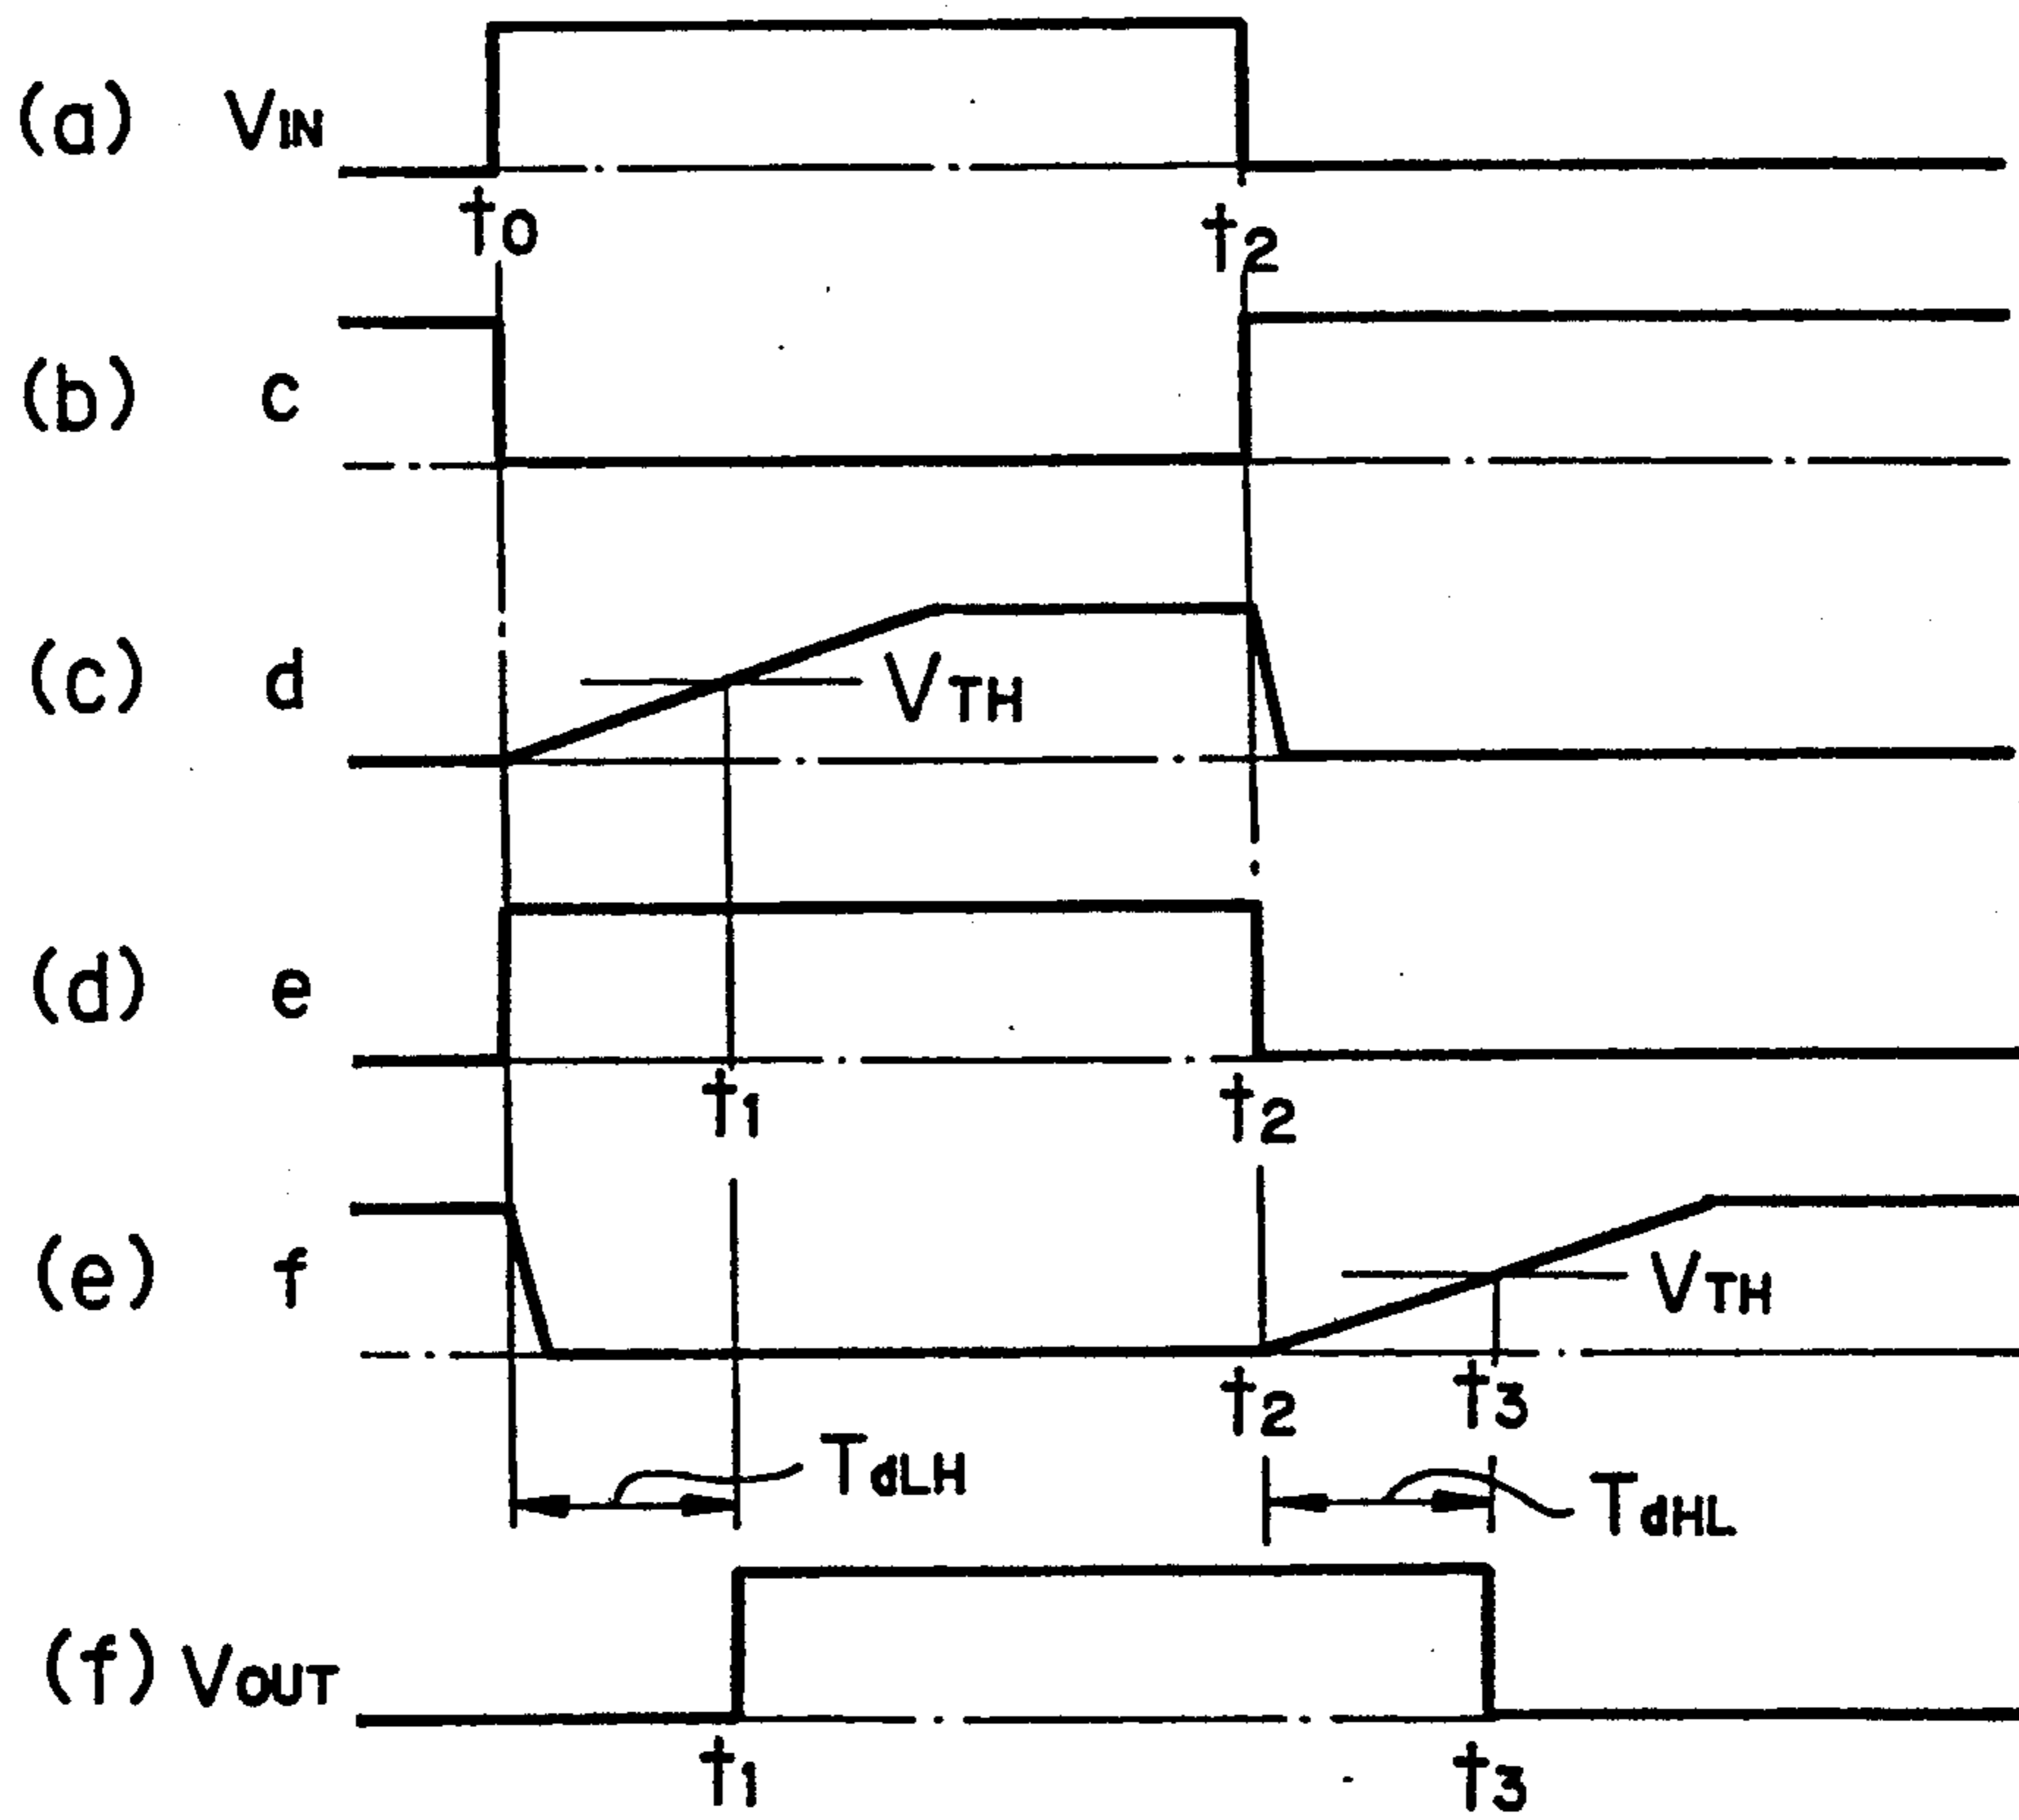 (a) VIN
t0 t2
(b) c
(c) d VTH
(d) e
t1 t2
(e) f VTH
t2 t3
TdLH TdHL
(f) VOUT
t1 t3